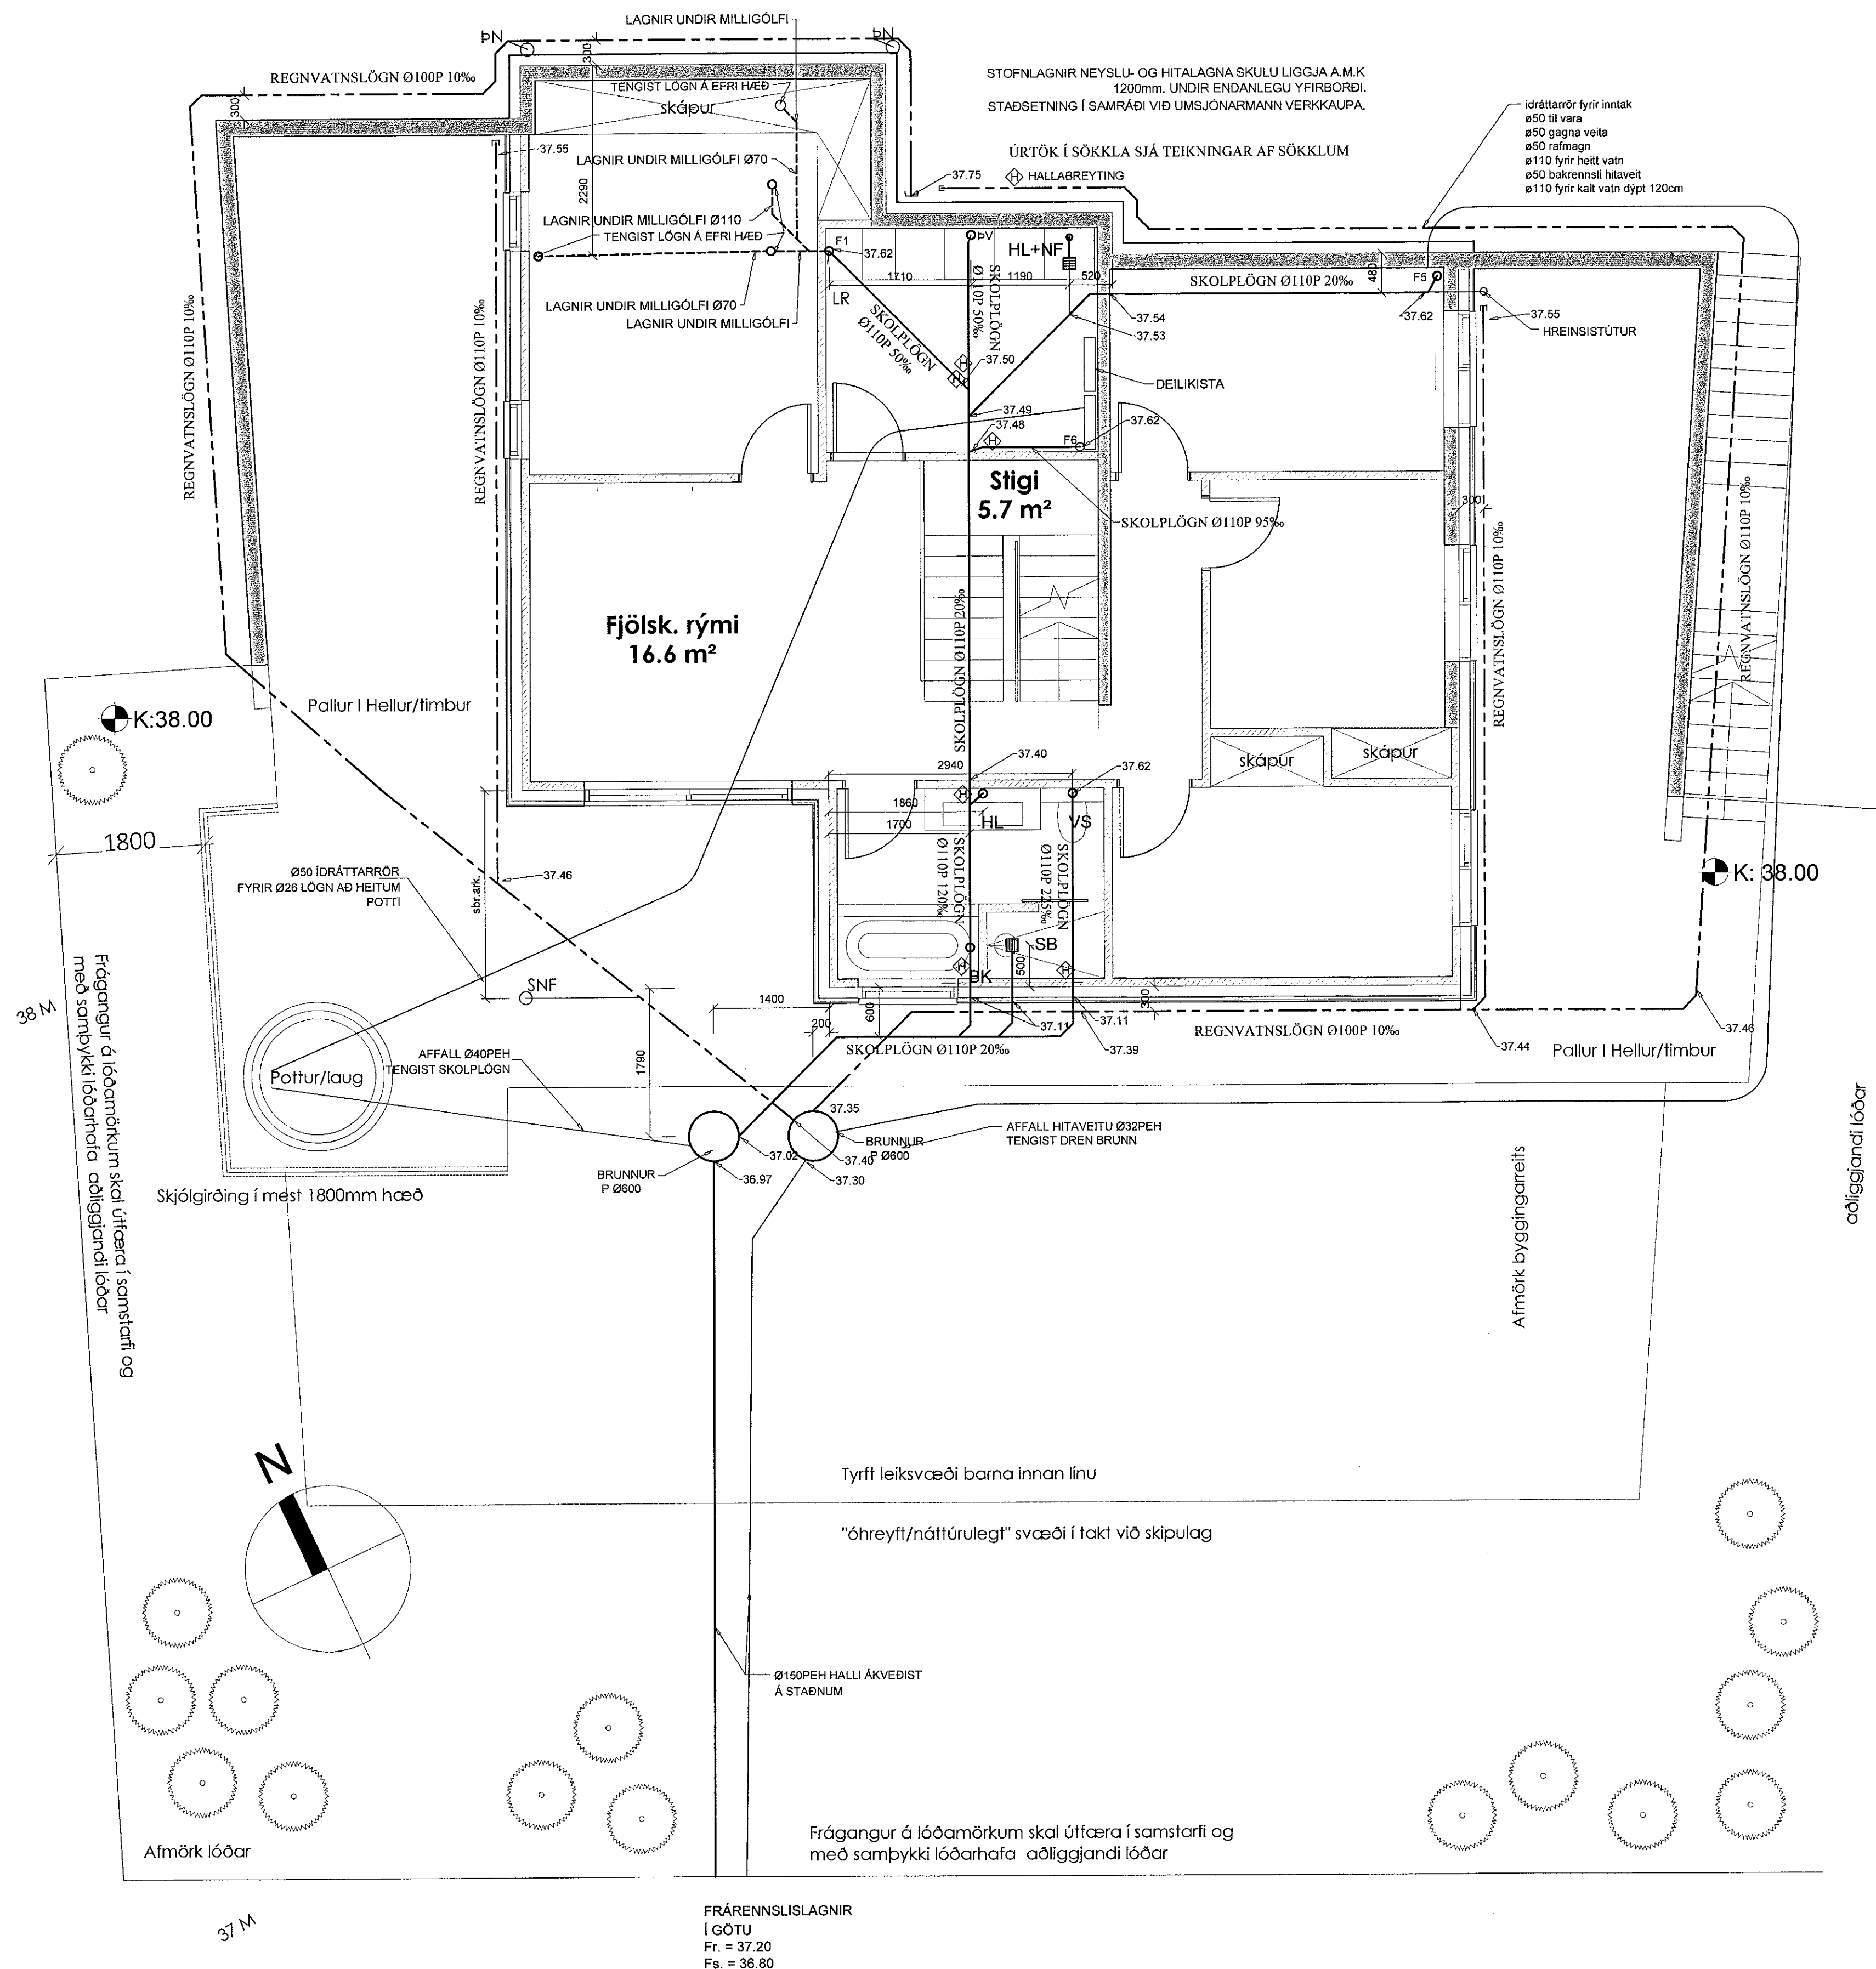 LAGNIR UNDIR MILLIGÓLFI
ÞN
ÞN
300
REGNVATNSLÖGN Ø100P 10‰
300
TENGIST LÖGN Á EFRI HÆÐ
skápur
STOFNLAGNIR NEYSLU- OG HITALAGNA SKULU LIGGJA A.M.K
1200mm. UNDIR ENDANLEGU YFIRBORÐI.
STAÐSETNING Í SAMRÁÐI VIÐ UMSJÓNARMANN VERKKAUPA.
ídráttarrör fyrir inntak
ø50 til vara
ø50 gagna veita
ø50 rafmagn
ø110 fyrir heitt vatn
ø50 bakrennsli hitaveit
ø110 fyrir kalt vatn dýpt 120cm
ÚRTÖK Í SÖKKLA SJÁ TEIKNINGAR AF SÖKKLUM
H HALLABREYTING
37.55
LAGNIR UNDIR MILLIGÓLFI Ø70
2290
37.75
LAGNIR UNDIR MILLIGÓLFI Ø110
TENGIST LÖGN Á EFRI HÆÐ
F1
37.62
ÞV
HL+NF
1710
1190
520
480
F5
SKOLPLÖGN Ø110P 20‰
LAGNIR UNDIR MILLIGÓLFI Ø70
LAGNIR UNDIR MILLIGÓLFI
LR
SKOLPLÖGN
Ø110P 50‰
SKOLPLÖGN
Ø110P 50‰
37.54
37.53
37.62
37.55
HREINSISTÚTUR
REGNVATNSLÖGN Ø110P 10‰
REGNVATNSLÖGN Ø110P 10‰
H
H
37.50
DEILIKISTA
37.49
37.48
H
F6
37.62
Stigi
5.7 m²
SKOLPLÖGN Ø110P 95‰
300
REGNVATNSLÖGN Ø110P 10‰
REGNVATNSLÖGN Ø110P 10‰
Fjölsk. rými
16.6 m²
SKOLPLÖGN Ø110P 20‰
Pallur I Hellur/timbur
K:38.00
skápur
skápur
37.40
2940
37.62
1860
1700
H
HL
VS
1800
Ø50 ÍDRÁTTARRÖR
FYRIR Ø26 LÖGN AÐ HEITUM
POTTI
sbr.ark.
37.46
SKOLPLÖGN
Ø110P 120‰
SKOLPLÖGN
Ø110P 225‰
K: 38.00
SB
500
H
BK
H
SNF
1400
200
600
300
37.11
37.11
37.39
REGNVATNSLÖGN Ø100P 10‰
37.44
37.46
Pallur I Hellur/timbur
SKOLPLÖGN Ø110P 20‰
1790
38 M
Frágangur á lóðamörkum skal útfæra í samstarfi og
með samþykki lóðarhafa aðliggjandi lóðar
AFFALL Ø40PEH
TENGIST SKOLPLÖGN
Pottur/laug
37.35
BRUNNUR
P Ø600
AFFALL HITAVEITU Ø32PEH
TENGIST DREN BRUNN
37.02
37.40
37.30
36.97
BRUNNUR
P Ø600
Skjólgirðing í mest 1800mm hæð
Afmörk byggingarreits
aðliggjandi lóðar
N
Tyrft leiksvæði barna innan línu
"óhreyft/náttúrulegt" svæði í takt við skipulag
Ø150PEH HALLI ÁKVEÐIST
Á STAÐNUM
Afmörk lóðar
Frágangur á lóðamörkum skal útfæra í samstarfi og
með samþykki lóðarhafa aðliggjandi lóðar
37 M
FRÁRENNSLISLAGNIR
Í GÖTU
Fr. = 37.20
Fs. = 36.80